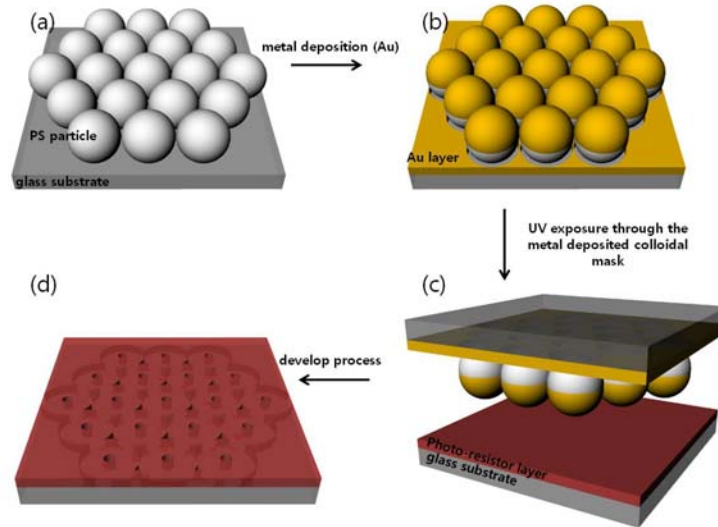 (a)
metal deposition (Au)
(b)
PS particle
glass substrate
Au layer
UV exposure through the
metal deposited colloidal
mask
(d)
(c)
develop process
Photo-resistor layer
glass substrate